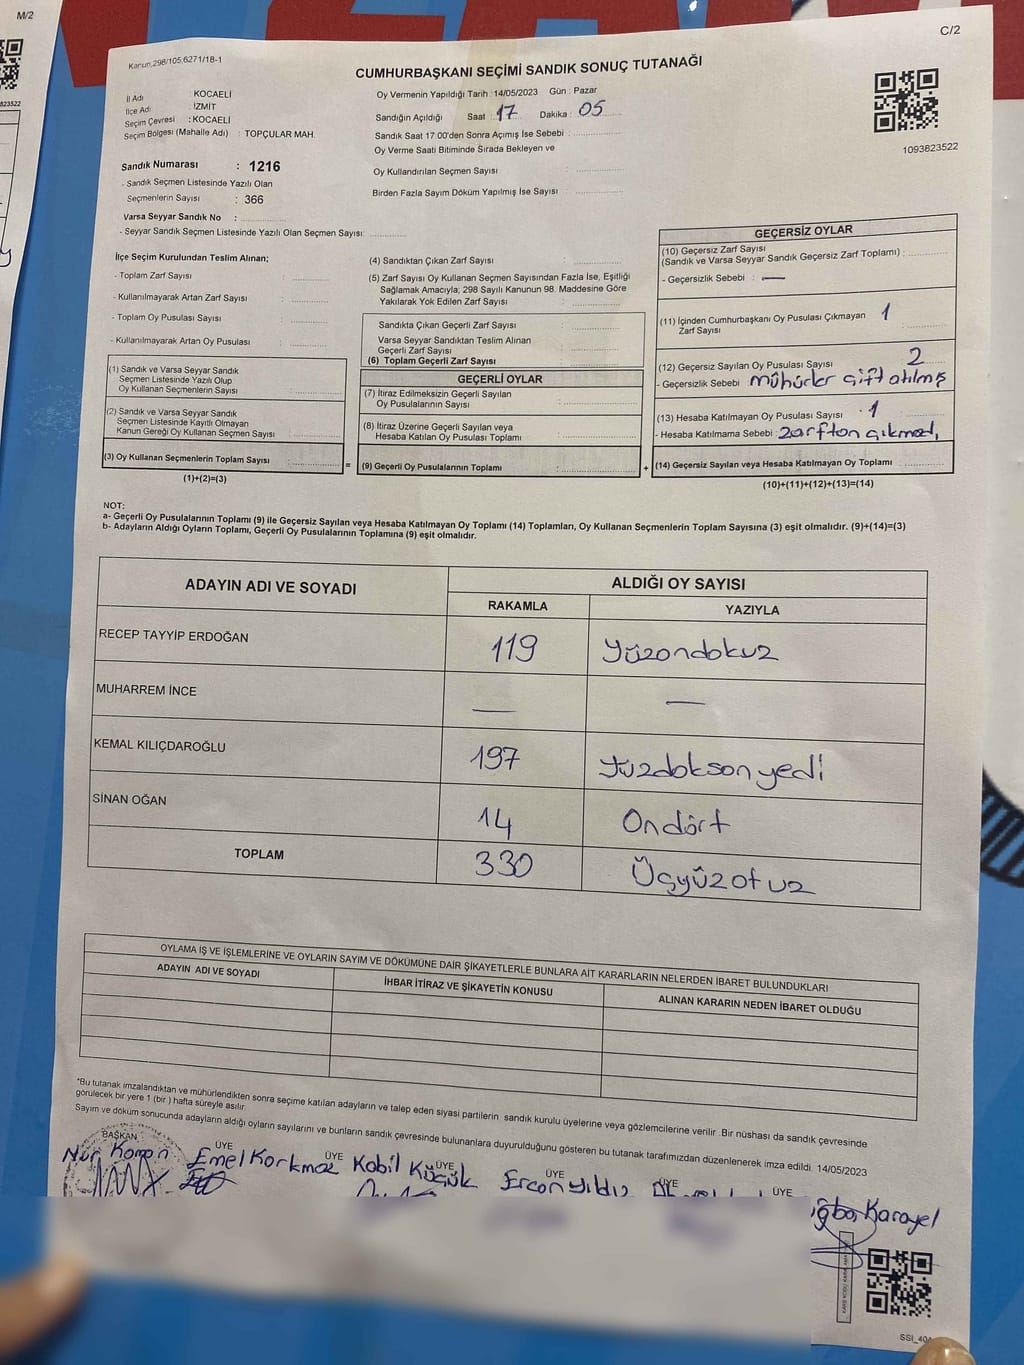 M/2
823522
C/2
Kanun,298/105,6271/18-1
CUMHURBAŞKANI SEÇİMİ SANDIK SONUÇ TUTANAĞI
İl Adı KOCAELİ
İlçe Adı İZMİT
Seçim Çevresi : KOCAELİ
Seçim Bölgesi (Mahalle Adı) : TOPÇULAR MAH.
Oy Vermenin Yapıldığı Tarih : 14/05/2023 Gün : Pazar
Sandığın Açıldığı Saat : 17 Dakika : 05
Sandık Saat 17:00'den Sonra Açımış İse Sebebi :
Oy Verme Saati Bitiminde Sırada Bekleyen ve
Oy Kullandırılan Seçmen Sayısı :
Birden Fazla Sayım Döküm Yapılmış İse Sayısı :
1093823522
Sandık Numarası : 1216
- Sandık Seçmen Listesinde Yazılı Olan
Seçmenlerin Sayısı : 366
Varsa Seyyar Sandık No :
- Seyyar Sandık Seçmen Listesinde Yazılı Olan Seçmen Sayısı:
İlçe Seçim Kurulundan Teslim Alınan;
- Toplam Zarf Sayısı :
- Kullanılmayarak Artan Zarf Sayısı :
- Toplam Oy Pusulası Sayısı :
- Kullanılmayarak Artan Oy Pusulası :
(1) Sandık ve Varsa Seyyar Sandık
Seçmen Listesinde Yazılı Olup
Oy Kullanan Seçmenlerin Sayısı :
(2) Sandık ve Varsa Seyyar Sandık
Seçmen Listesinde Kayıtlı Olmayan
Kanun Gereği Oy Kullanan Seçmen Sayısı :
(3) Oy Kullanan Seçmenlerin Toplam Sayısı :
(1)+(2)=(3)
(4) Sandıktan Çıkan Zarf Sayısı :
(5) Zarf Sayısı Oy Kullanan Seçmen Sayısından Fazla İse, Eşitliği
Sağlamak Amacıyla; 298 Sayılı Kanunun 98. Maddesine Göre
Yakılarak Yok Edilen Zarf Sayısı :
Sandıkta Çıkan Geçerli Zarf Sayısı :
Varsa Seyyar Sandıktan Teslim Alınan
Geçerli Zarf Sayısı :
(6) Toplam Geçerli Zarf Sayısı :
GEÇERLİ OYLAR
(7) İtiraz Edilmeksizin Geçerli Sayılan
Oy Pusulalarının Sayısı :
(8) İtiraz Üzerine Geçerli Sayılan veya
Hesaba Katılan Oy Pusulası Toplamı :
= (9) Geçerli Oy Pusulalarının Toplamı :
GEÇERSİZ OYLAR
(10) Geçersiz Zarf Sayısı
(Sandık ve Varsa Seyyar Sandık Geçersiz Zarf Toplamı) :
- Geçersizlik Sebebi : —
(11) İçinden Cumhurbaşkanı Oy Pusulası Çıkmayan 1
Zarf Sayısı
(12) Geçersiz Sayılan Oy Pusulası Sayısı 2
- Geçersizlik Sebebi mühürler çift atılmış
(13) Hesaba Katılmayan Oy Pusulası Sayısı 1
- Hesaba Katılmama Sebebi : zarftan çıkmadı,
+ (14) Geçersiz Sayılan veya Hesaba Katılmayan Oy Toplamı
(10)+(11)+(12)+(13)=(14)
NOT:
a- Geçerli Oy Pusulalarının Toplamı (9) ile Geçersiz Sayılan veya Hesaba Katılmayan Oy Toplamı (14) Toplamları, Oy Kullanan Seçmenlerin Toplam Sayısına (3) eşit olmalıdır. (9)+(14)=(3)
b- Adayların Aldığı Oyların Toplamı, Geçerli Oy Pusulalarının Toplamına (9) eşit olmalıdır.
ADAYIN ADI VE SOYADI ALDIĞI OY SAYISI
RAKAMLA YAZIYLA
RECEP TAYYİP ERDOĞAN 119 Yüzondokuz
MUHARREM İNCE — —
KEMAL KILIÇDAROĞLU 197 Yüzdoksonyedi
SİNAN OĞAN 14 Ondört
TOPLAM 330 Üçyüzotuz
OYLAMA İŞ VE İŞLEMLERİNE VE OYLARIN SAYIM VE DÖKÜMÜNE DAİR ŞİKAYETLERLE BUNLARA AİT KARARLARIN NELERDEN İBARET BULUNDUKLARI
ADAYIN ADI VE SOYADI İHBAR İTİRAZ VE ŞİKAYETİN KONUSU ALINAN KARARIN NEDEN İBARET OLDUĞU
"Bu tutanak imzalandıktan ve mühürlendikten sonra seçime katılan adayların ve talep eden siyasi partilerin sandık kurulu üyelerine veya gözlemcilerine verilir .Bir nüshası da sandık çevresinde
görülecek bir yere 1 (bir ) hafta süreyle asılır.
Sayım ve döküm sonucunda adayların aldığı oyların sayılarını ve bunların sandık çevresinde bulunanlara duyurulduğunu gösteren bu tutanak tarafımızdan düzenlenerek imza edildi. 14/05/2023
BAŞKAN ÜYE ÜYE ÜYE ÜYE ÜYE ÜYE
Emel Korkmaz Kabil Küçük Ercan Yıldız Karayel
SSI_40